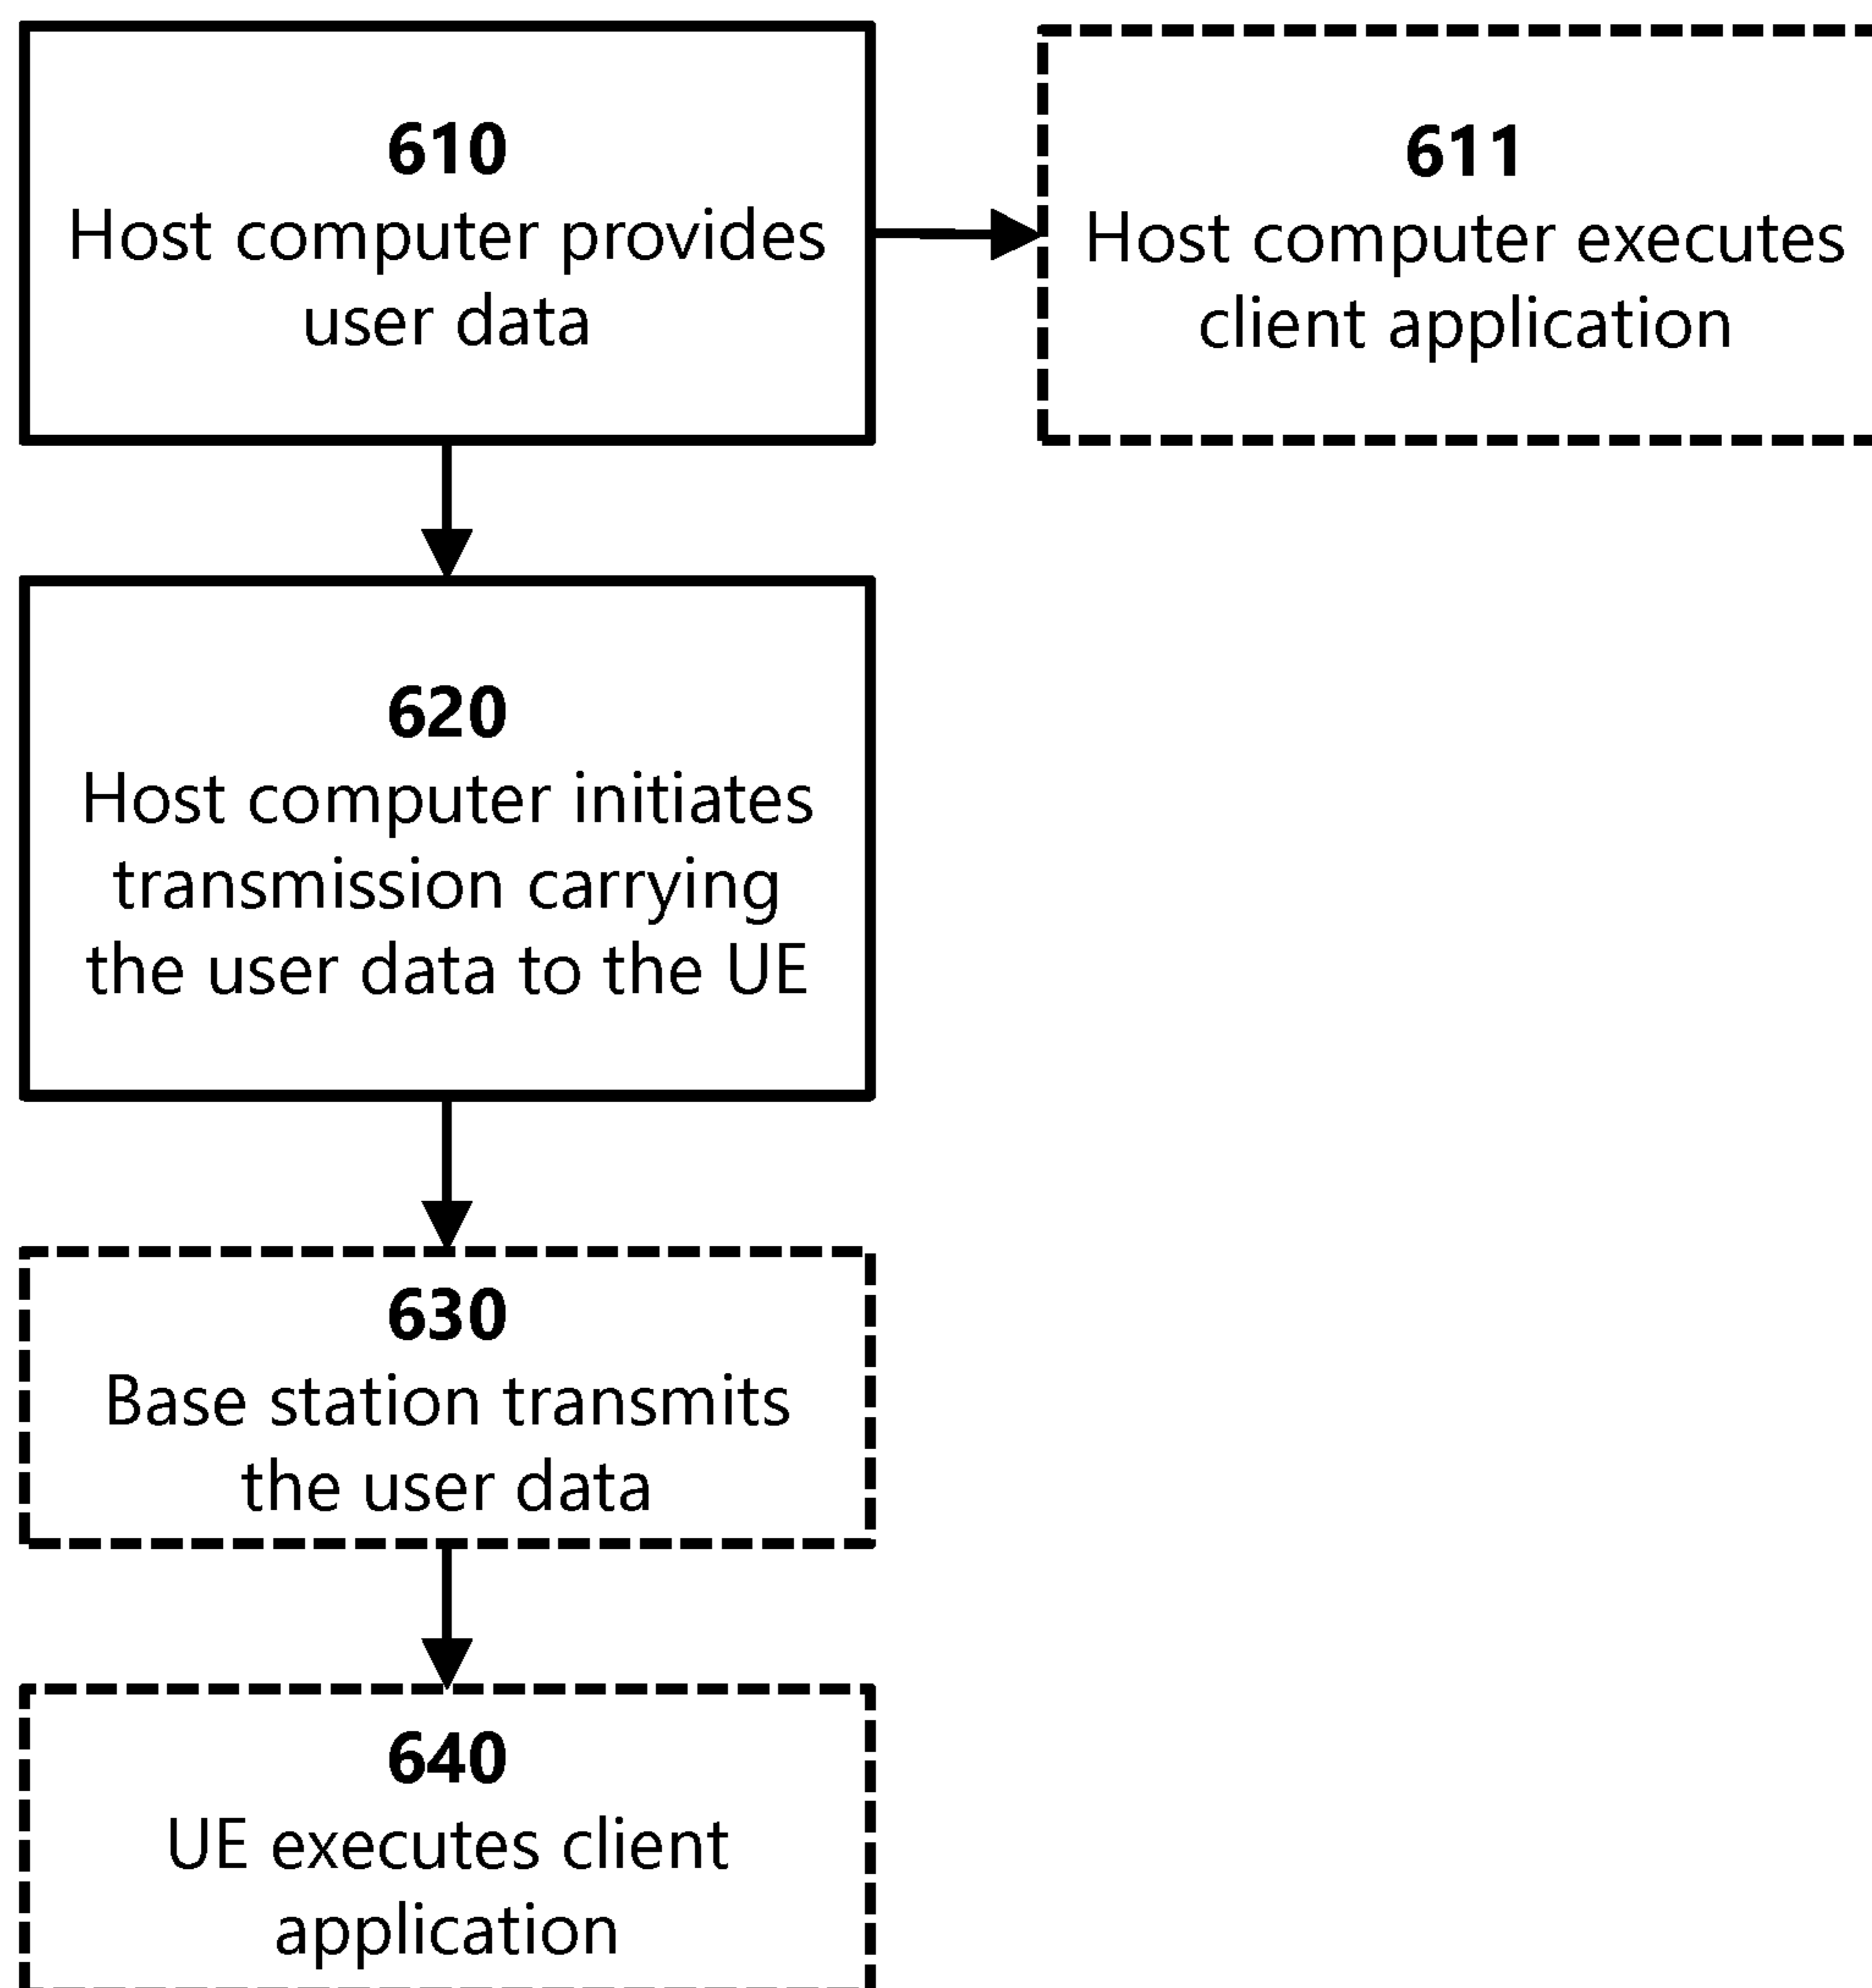 610
Host computer provides
user data
611
Host computer executes
client application
620
Host computer initiates
transmission carrying
the user data to the UE
630
Base station transmits
the user data
640
UE executes client
application